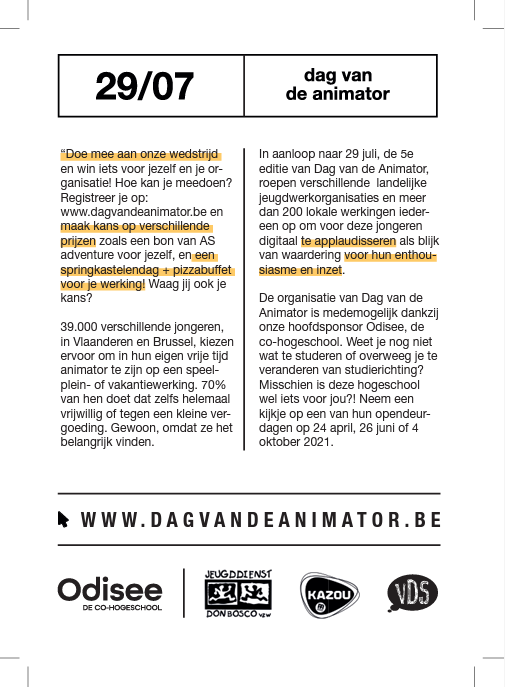 29/07
dag van
de animator
“Doe mee aan onze wedstrijd
en win iets voor jezelf en je or-
ganisatie! Hoe kan je meedoen?
Registreer je op:
www.dagvandeanimator.be en
maak kans op verschillende
prijzen zoals een bon van AS
adventure voor jezelf, en een
springkastelendag + pizzabuffet
voor je werking! Waag jij ook je
kans?
39.000 verschillende jongeren,
in Vlaanderen en Brussel, kiezen
ervoor om in hun eigen vrije tijd
animator te zijn op een speel-
plein- of vakantiewerking. 70%
van hen doet dat zelfs helemaal
vrijwillig of tegen een kleine ver-
goeding. Gewoon, omdat ze het
belangrijk vinden.
In aanloop naar 29 juli, de 5e
editie van Dag van de Animator,
roepen verschillende landelijke
jeugdwerkorganisaties en meer
dan 200 lokale werkingen ieder-
een op om voor deze jongeren
digitaal te applaudisseren als blijk
van waardering voor hun enthou-
siasme en inzet.
De organisatie van Dag van de
Animator is medemogelijk dankzij
onze hoofdsponsor Odisee, de
co-hogeschool. Weet je nog niet
wat te studeren of overweeg je te
veranderen van studierichting?
Misschien is deze hogeschool
wel iets voor jou?! Neem een
kijkje op een van hun opendeur-
dagen op 24 april, 26 juni of 4
oktober 2021.
WWW.DAGVANDEANIMATOR.BE
Odisee
DE CO-HOGESCHOOL
JEUGDDIENST
DON BOSCO VZW
KAZOU
VDS